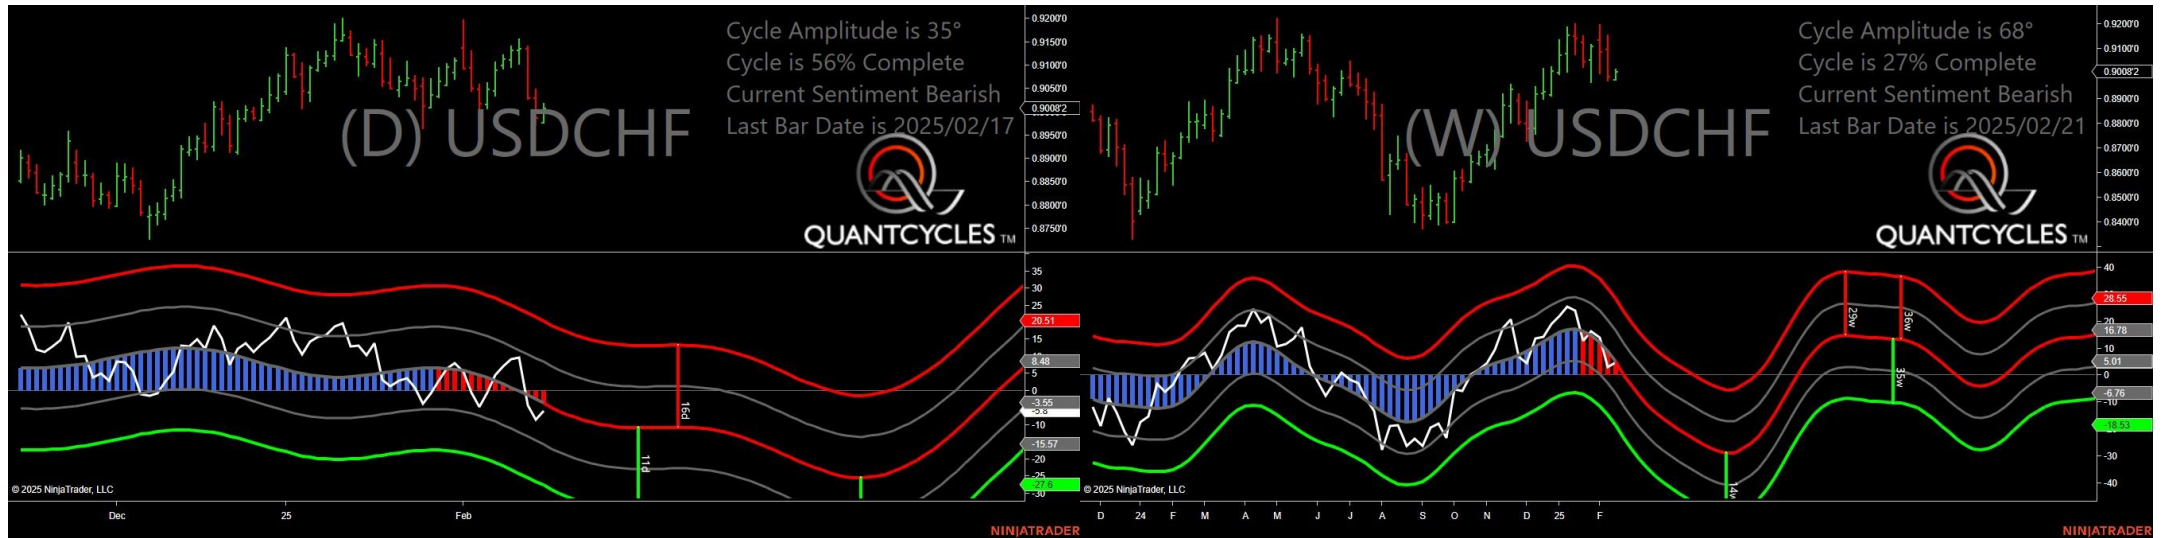 Cycle Amplitude is 35°
Cycle is 56% Complete
Current Sentiment Bearish
Last Bar Date is 2025/02/17
(D) USDCHF
QUANTCYCLES TM
0.9200'0
0.9150'0
0.9100'0
0.9050'0
0.9008'2
0.8950'0
0.8900'0
0.8850'0
0.8800'0
0.8750'0
35
30
25
20.51
15
8.48
5
0
-3.55
-5.8
-10
-15.57
-20
-25
-27.6
-30
16d
11d
© 2025 NinjaTrader, LLC
Dec
25
Feb
NINJATRADER
Cycle Amplitude is 68°
Cycle is 27% Complete
Current Sentiment Bearish
Last Bar Date is 2025/02/21
(W) USDCHF
QUANTCYCLES TM
0.9200'0
0.9100'0
0.9008'2
0.8900'0
0.8800'0
0.8700'0
0.8600'0
0.8500'0
0.8400'0
40
28.55
20
16.78
10
5.01
0
-6.76
-10
-18.53
-30
-40
29w
36w
35w
14w
© 2025 NinjaTrader, LLC
D 24 F M A M J J A S O N D 25 F
NINJATRADER